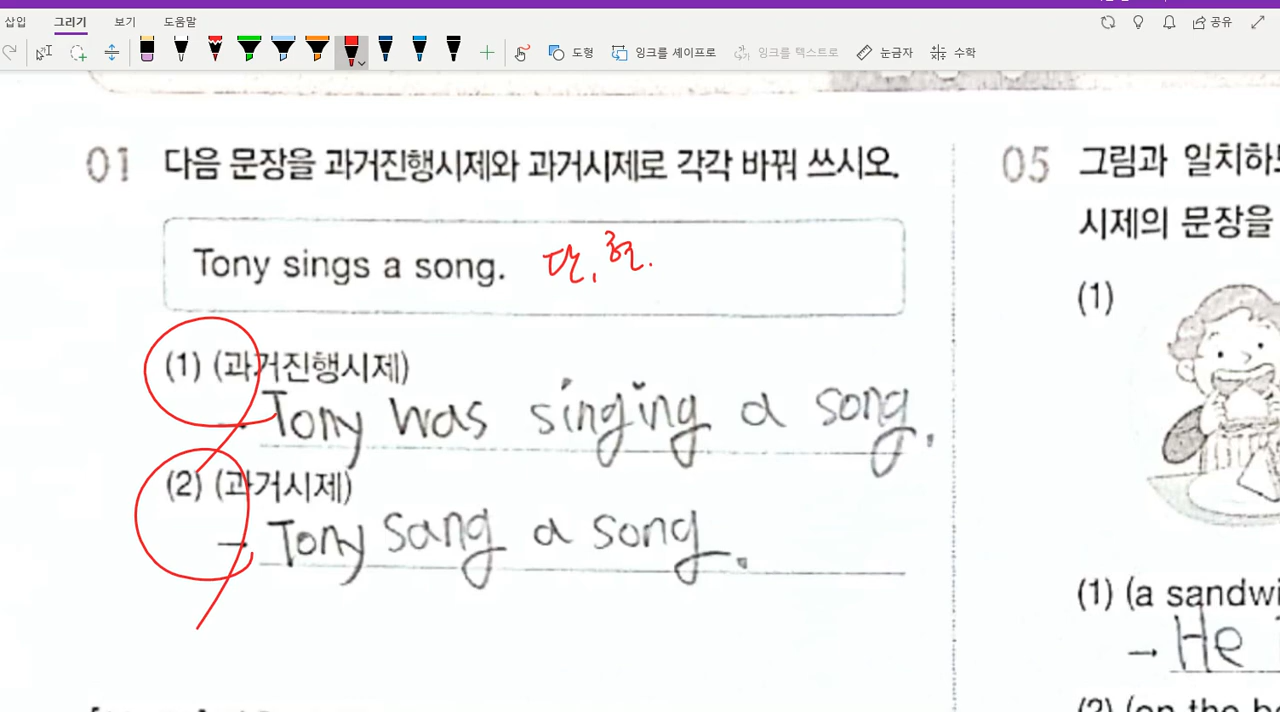 삽입 그리기 보기 도움말 공유
도형 잉크를 셰이프로 잉크를 텍스트로 눈금자 수학
01 다음 문장을 과거진행시제와 과거시제로 각각 바꿔 쓰시오.
Tony sings a song. 단, 현.
(1) (과거진행시제)
→ Tony was singing a song.
(2) (과거시제)
→ Tony sang a song.
05 그림과 일치하
시제의 문장을
(1)
(1) (a sandwi
→ He
(2) (on the be